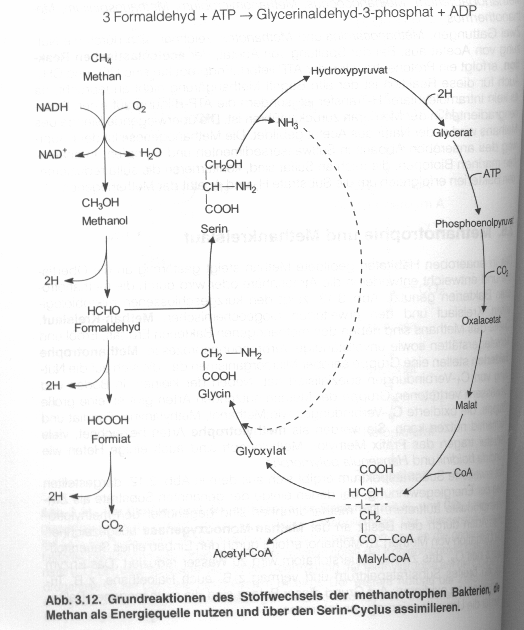 3 Formaldehyd + ATP → Glycerinaldehyd-3-phosphat + ADP
CH₄
Methan
NADH
O₂
NAD⁺
H₂O
CH₃OH
Methanol
2H
HCHO
Formaldehyd
2H
HCOOH
Formiat
2H
CO₂
Hydroxypyruvat
NH₃
2H
Glycerat
ATP
Phosphoenolpyruvat
CO₂
Oxalacetat
Malat
CoA
CH₂OH
CH—NH₂
COOH
Serin
CH₂—NH₂
COOH
Glycin
Glyoxylat
COOH
HCOH
CH₂
CO—CoA
Malyl-CoA
Acetyl-CoA
Abb. 3.12. Grundreaktionen des Stoffwechsels der methanotrophen Bakterien,
Methan als Energiequelle nutzen und über den Serin-Cyclus assimilieren.